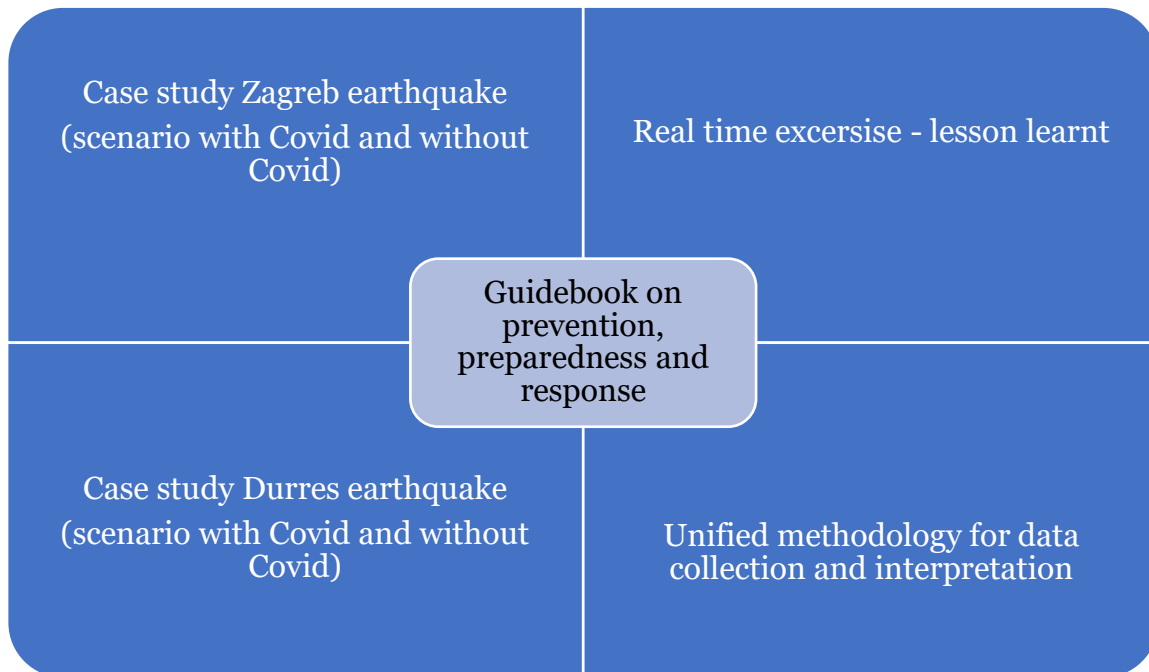 Case study Zagreb earthquake
(scenario with Covid and without
Covid)
Real time excersise - lesson learnt
Guidebook on
prevention,
preparedness and
response
Case study Durres earthquake
(scenario with Covid and without
Covid)
Unified methodology for data
collection and interpretation